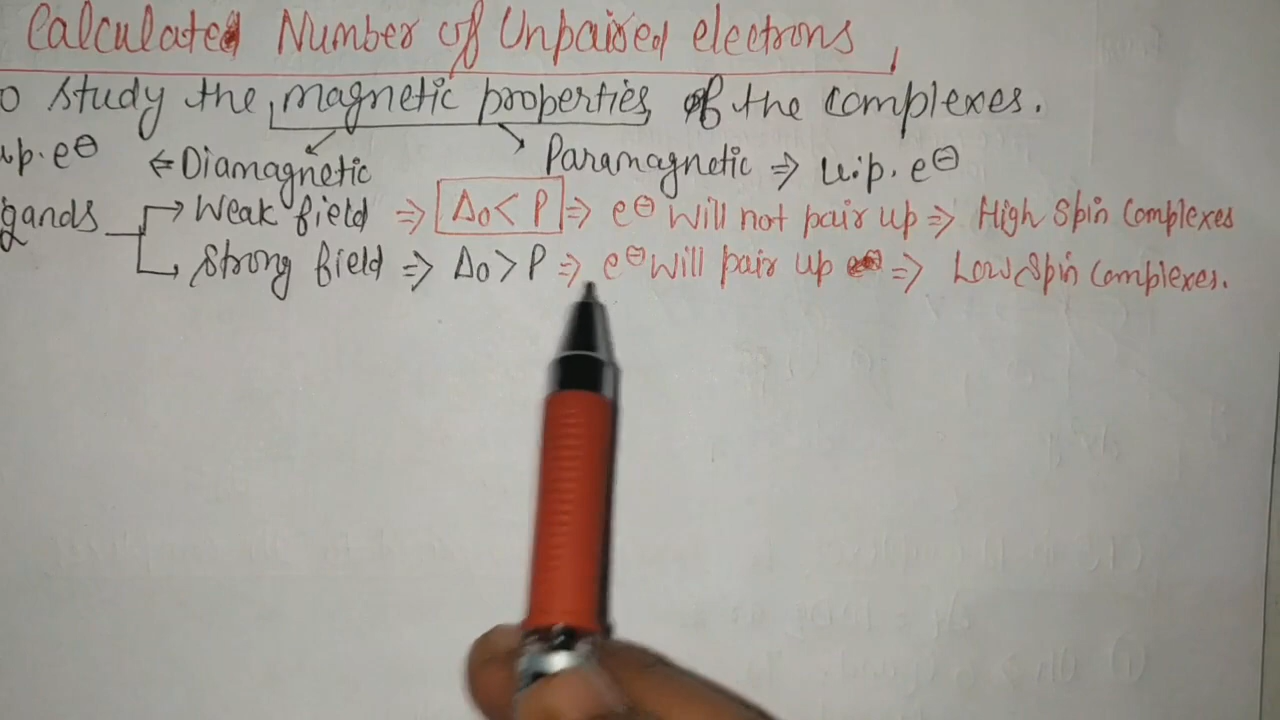 Calculated Number of Unpaired electrons
o study the magnetic properties of the complexes.
up. e⊖ ⇐ Diamagnetic Paramagnetic ⇒ u.p. e⊖
gands → Weak field ⇒ Δo < P ⇒ e⊖ will not pair up ⇒ High Spin Complexes
→ Strong field ⇒ Δo > P ⇒ e⊖ will pair up ⇒ Low Spin Complexes.